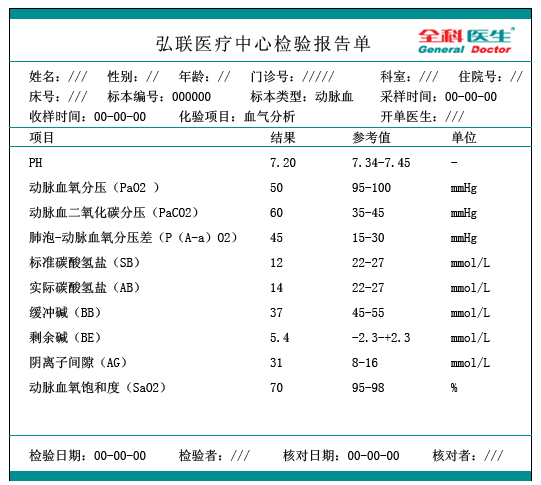 弘联医疗中心检验报告单
全科医生
General Doctor
姓名：/// 性别：// 年龄：// 门诊号：///// 科室：/// 住院号：//
床号：/// 标本编号：000000 标本类型：动脉血 采样时间：00-00-00
收样时间：00-00-00 化验项目：血气分析 开单医生：///
项目 结果 参考值 单位
PH 7.20 7.34-7.45 -
动脉血氧分压（PaO2 ） 50 95-100 mmHg
动脉血二氧化碳分压（PaCO2） 60 35-45 mmHg
肺泡-动脉血氧分压差（P（A-a）O2） 45 15-30 mmHg
标准碳酸氢盐（SB） 12 22-27 mmol/L
实际碳酸氢盐（AB） 14 22-27 mmol/L
缓冲碱（BB） 37 45-55 mmol/L
剩余碱（BE） 5.4 -2.3-+2.3 mmol/L
阴离子间隙（AG） 31 8-16 mmol/L
动脉血氧饱和度（SaO2） 70 95-98 %
检验日期：00-00-00 检验者：/// 核对日期：00-00-00 核对者：///